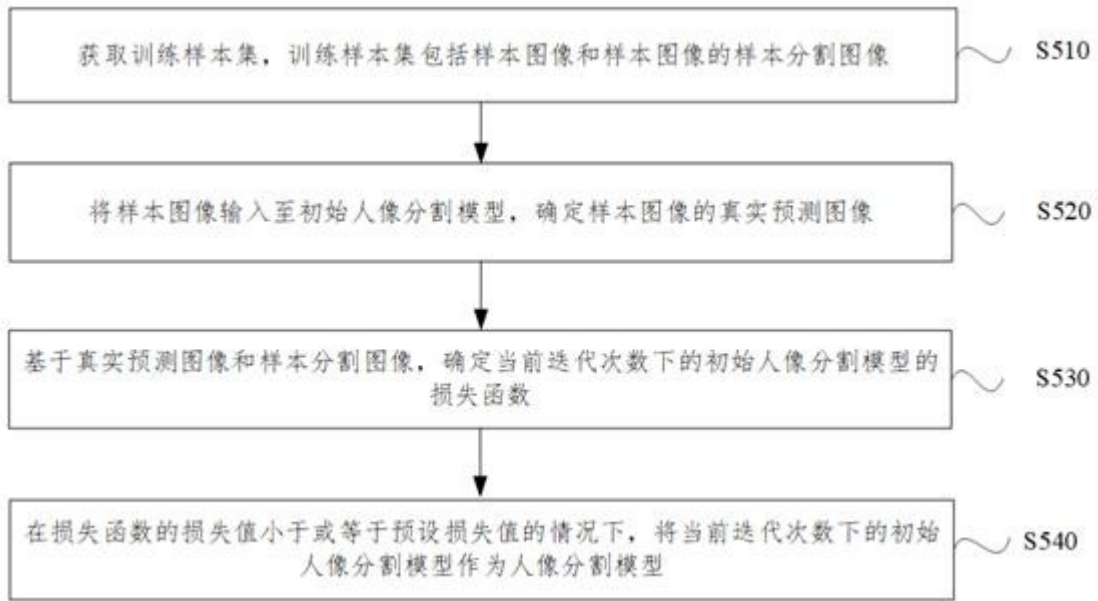 获取训练样本集，训练样本集包括样本图像和样本图像的样本分割图像
S510
将样本图像输入至初始人像分割模型，确定样本图像的真实预测图像
S520
基于真实预测图像和样本分割图像，确定当前迭代次数下的初始人像分割模型的
损失函数
S530
在损失函数的损失值小于或等于预设损失值的情况下，将当前迭代次数下的初始
人像分割模型作为人像分割模型
S540